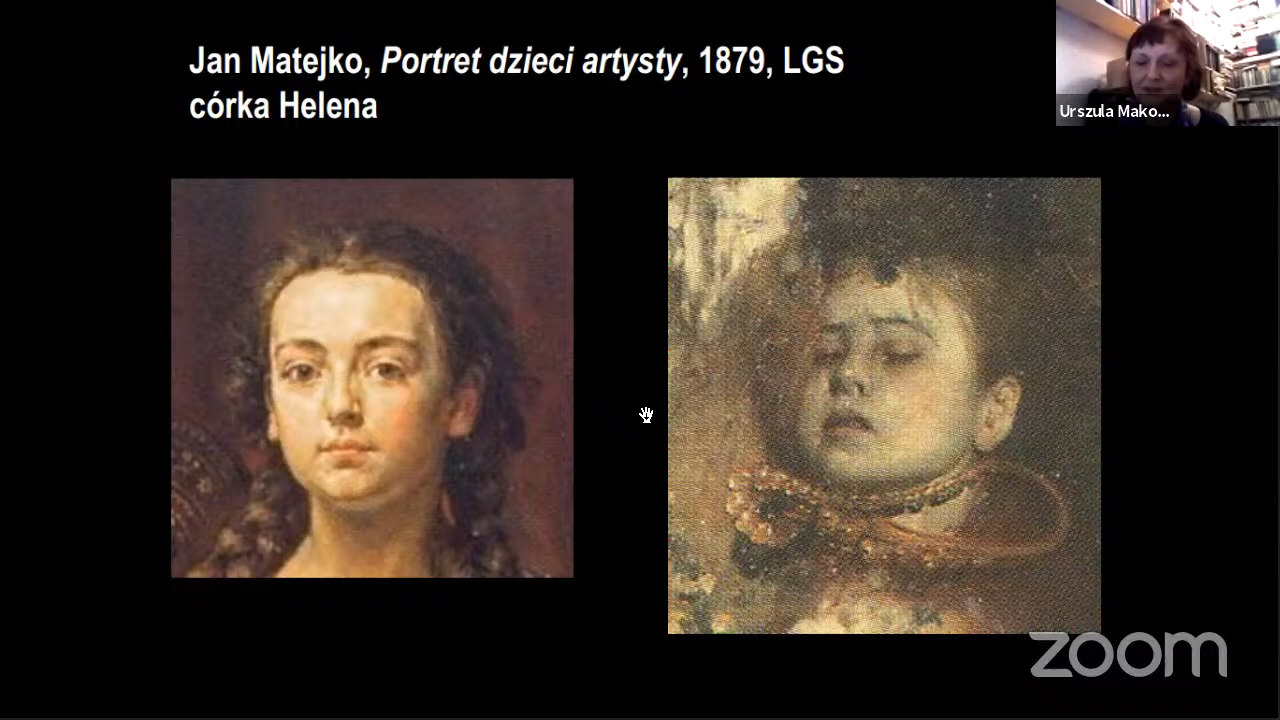 Jan Matejko, Portret dzieci artysty, 1879, LGS
córka Helena
Urszula Mako...
zoom